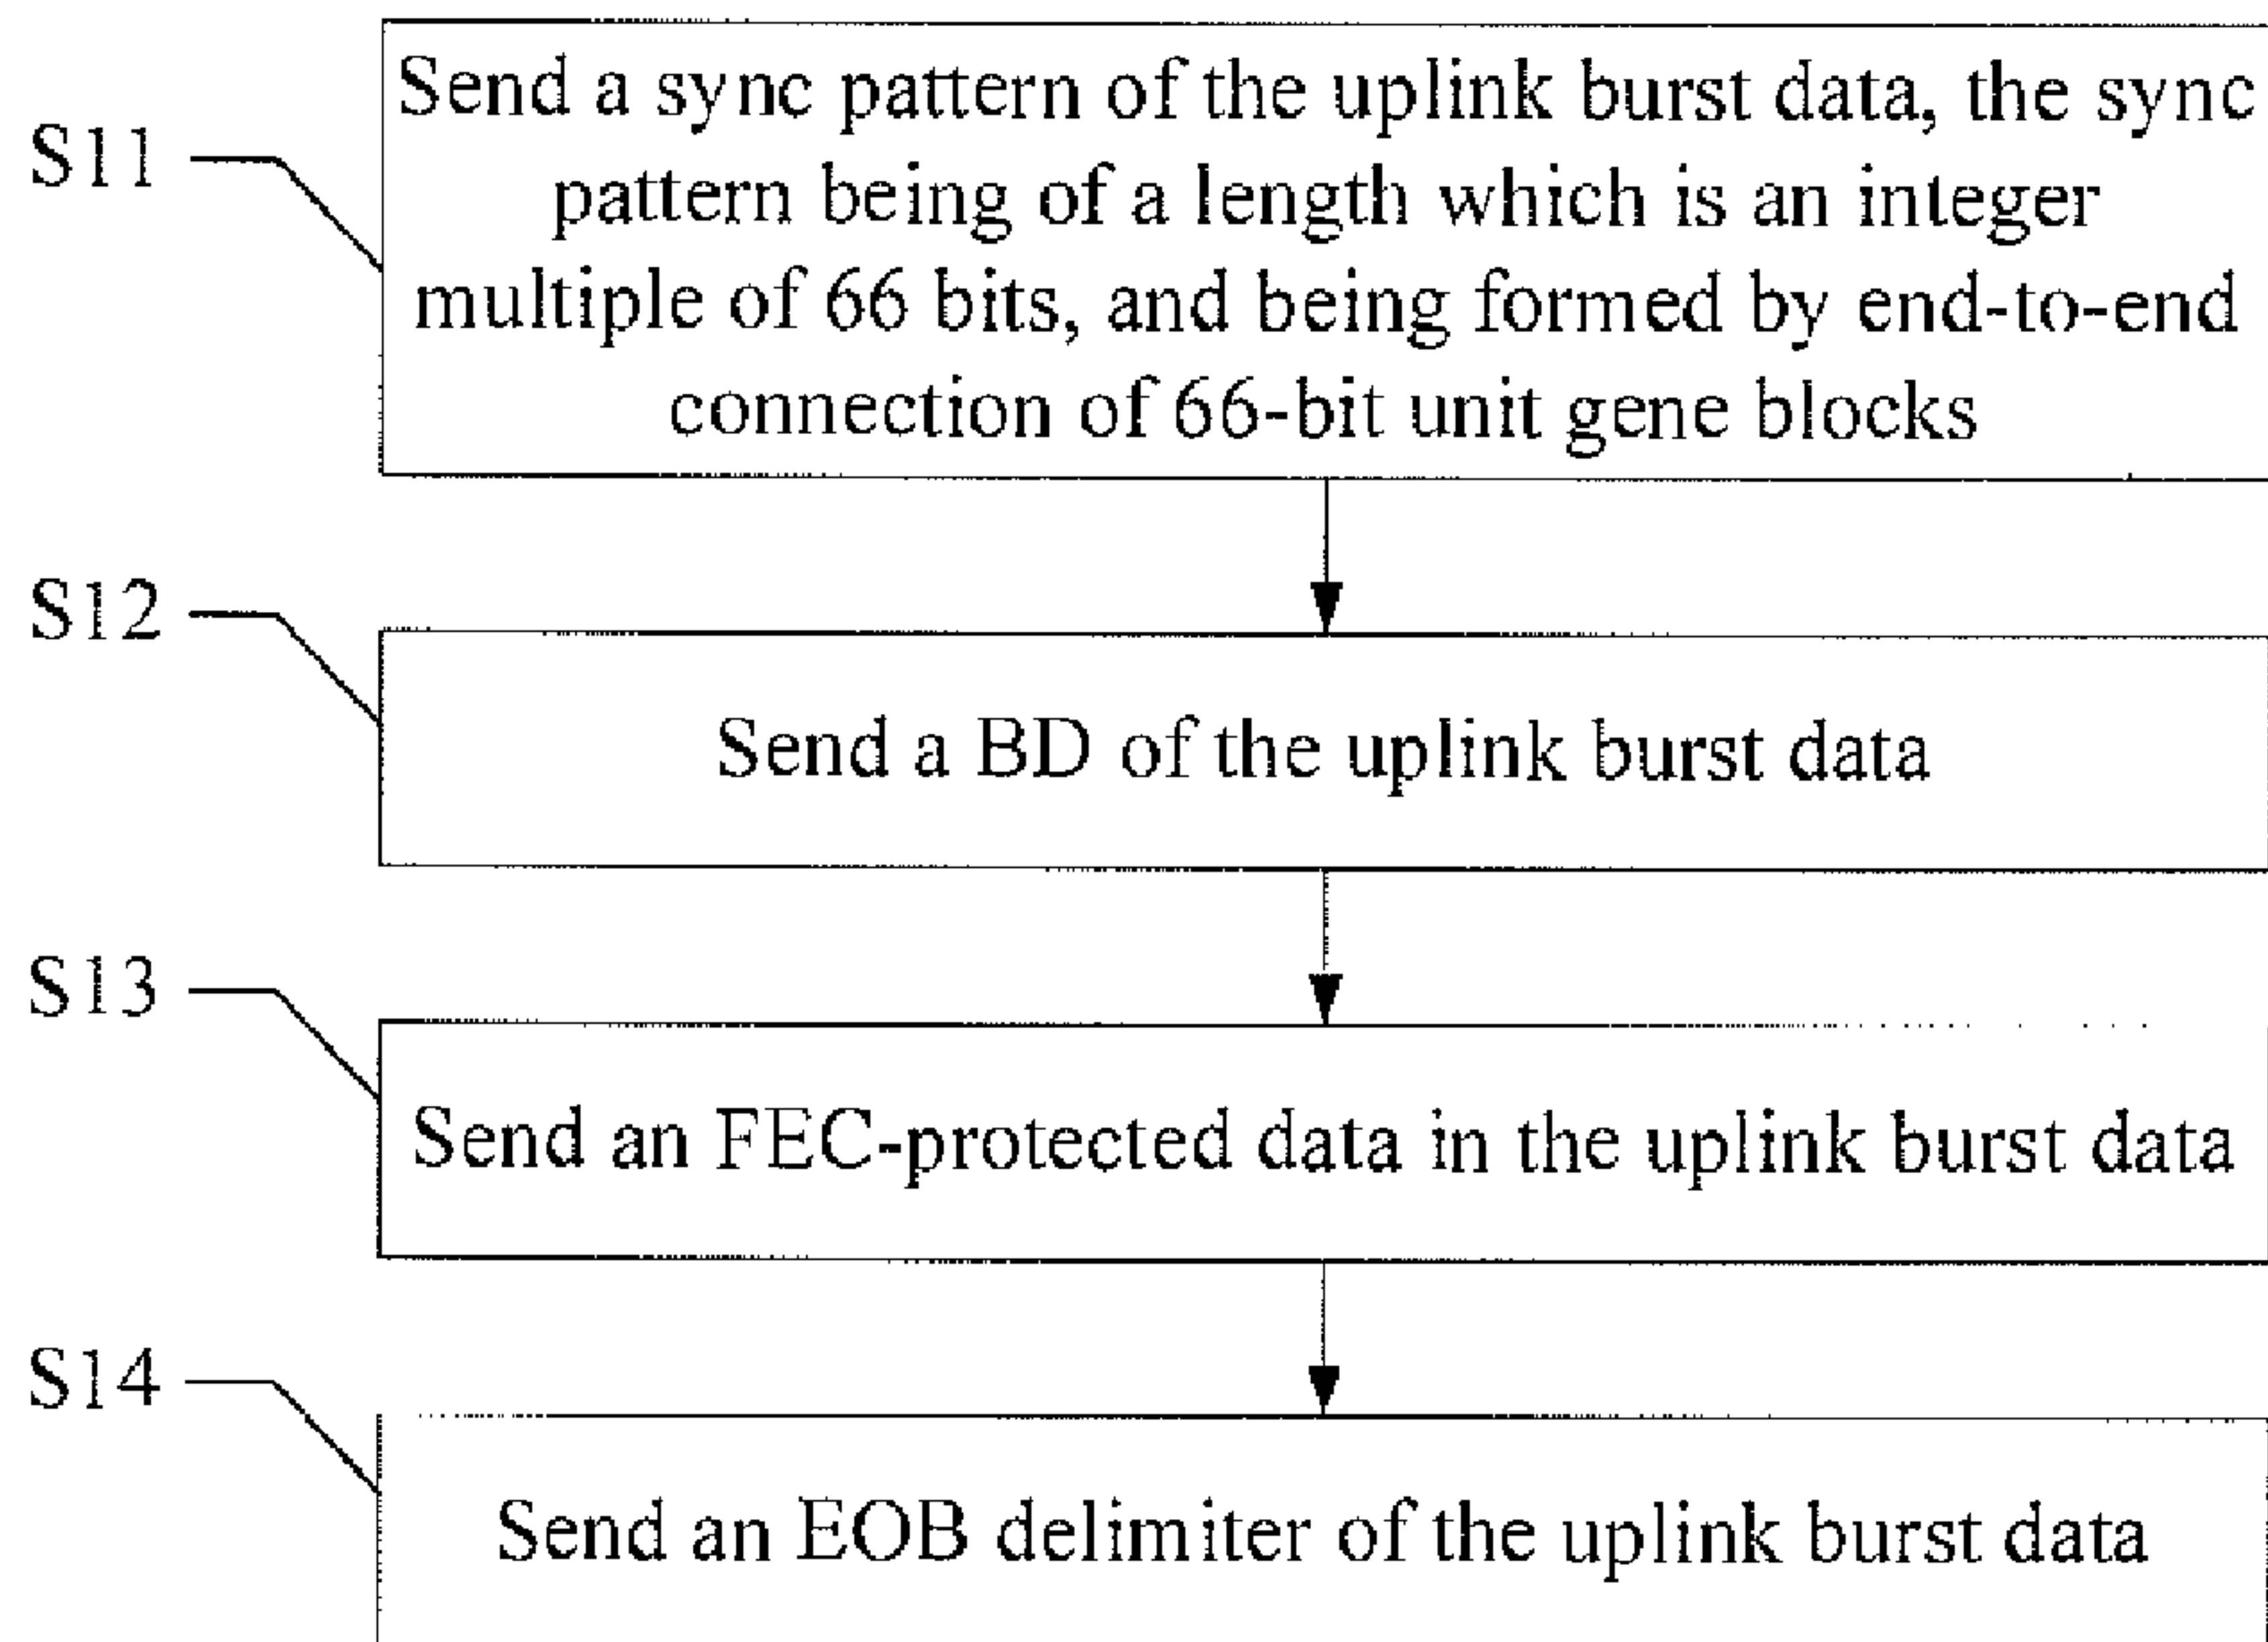 S11
Send a sync pattern of the uplink burst data, the sync
pattern being of a length which is an integer
multiple of 66 bits, and being formed by end-to-end
connection of 66-bit unit gene blocks
S12
Send a BD of the uplink burst data
S13
Send an FEC-protected data in the uplink burst data
S14
Send an EOB delimiter of the uplink burst data